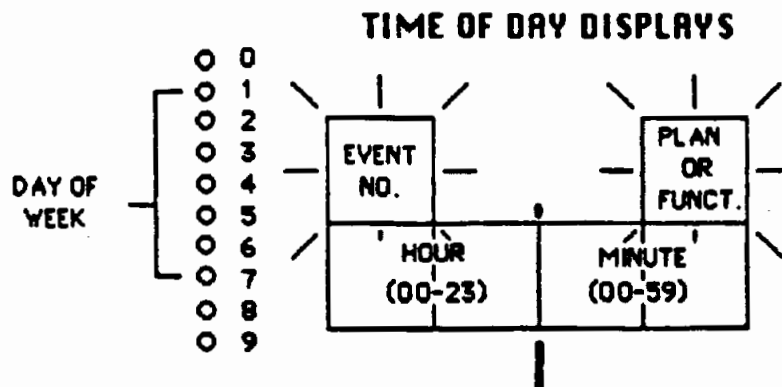 TIME OF DAY DISPLAYS
0
1
2
3
4
5
6
7
8
9
DAY OF
WEEK
EVENT
NO.
PLAN
OR
FUNCT.
HOUR
(00-23)
MINUTE
(00-59)